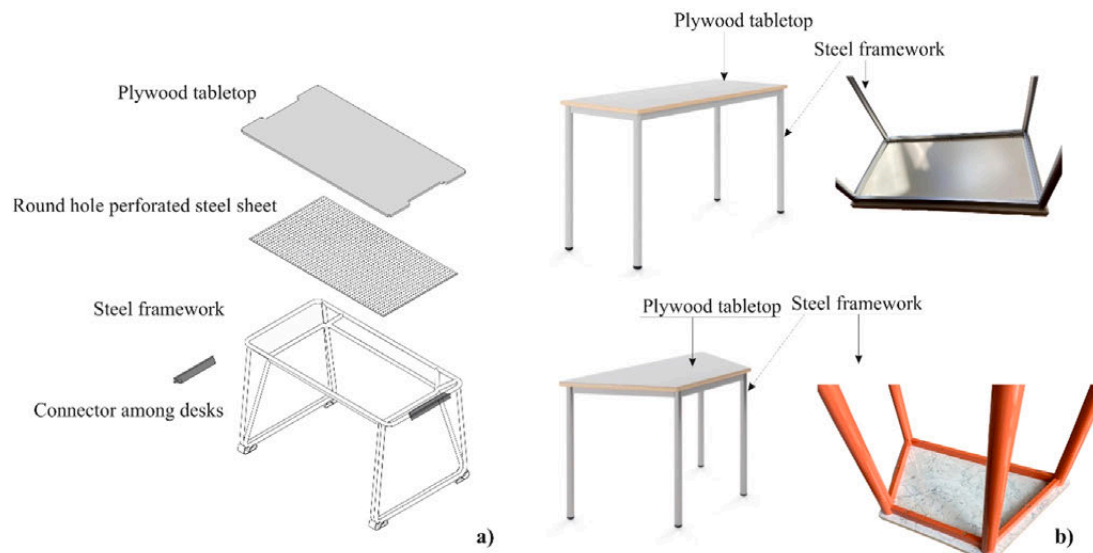 Plywood tabletop
Round hole perforated steel sheet
Steel framework
Connector among desks
a)
Plywood tabletop
Steel framework
Plywood tabletop
Steel framework
b)